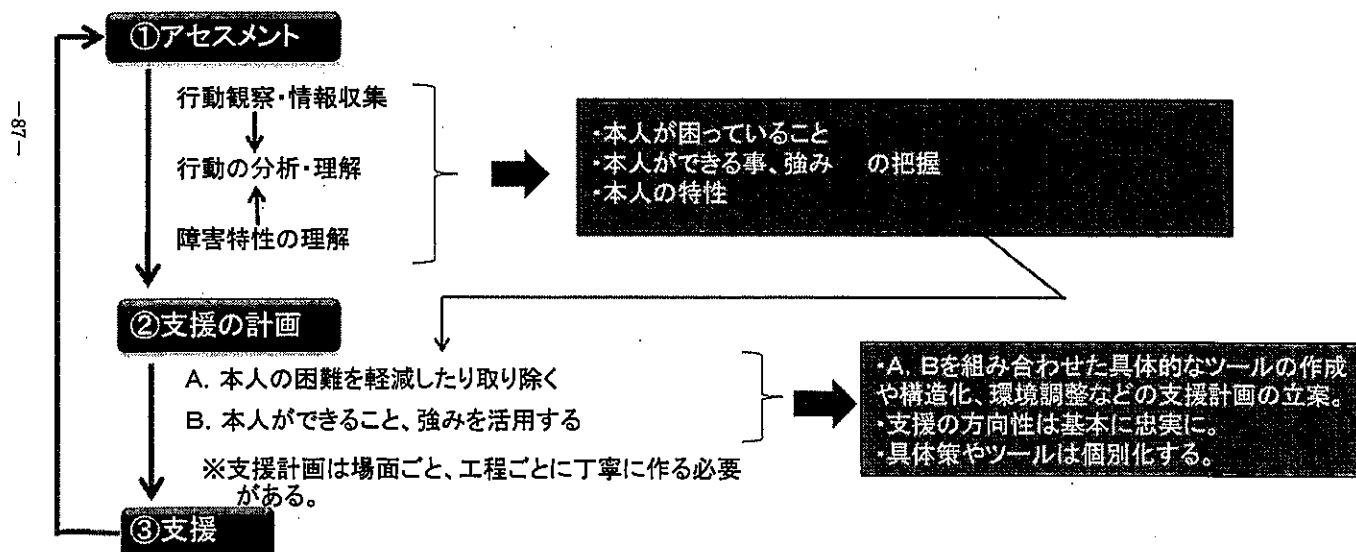 ①アセスメント
行動観察・情報収集
行動の分析・理解
障害特性の理解
・本人が困っていること
・本人ができる事、強み　の把握
・本人の特性
②支援の計画
A. 本人の困難を軽減したり取り除く
B. 本人ができること、強みを活用する
※支援計画は場面ごと、工程ごとに丁寧に作る必要
がある。
・A. Bを組み合わせた具体的なツールの作成
や構造化、環境調整などの支援計画の立案。
・支援の方向性は基本に忠実に。
・具体策やツールは個別化する。
③支援
—87—